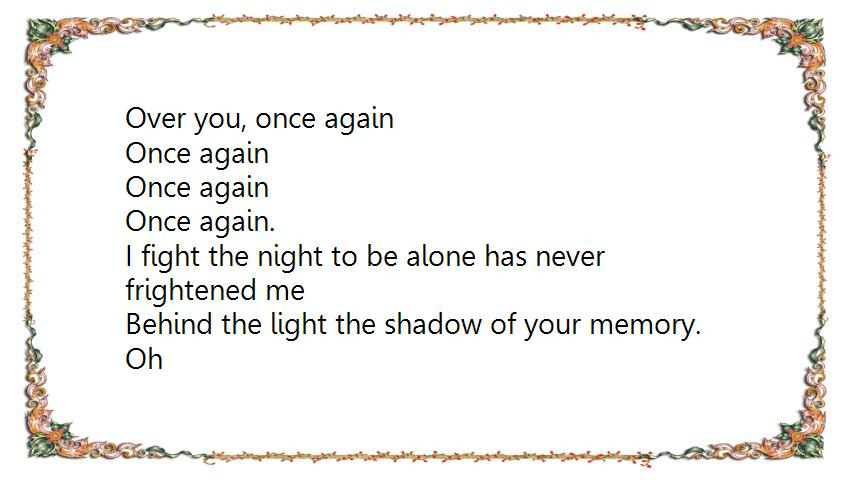 Over you, once again
Once again
Once again
Once again.
I fight the night to be alone has never
frightened me
Behind the light the shadow of your memory.
Oh